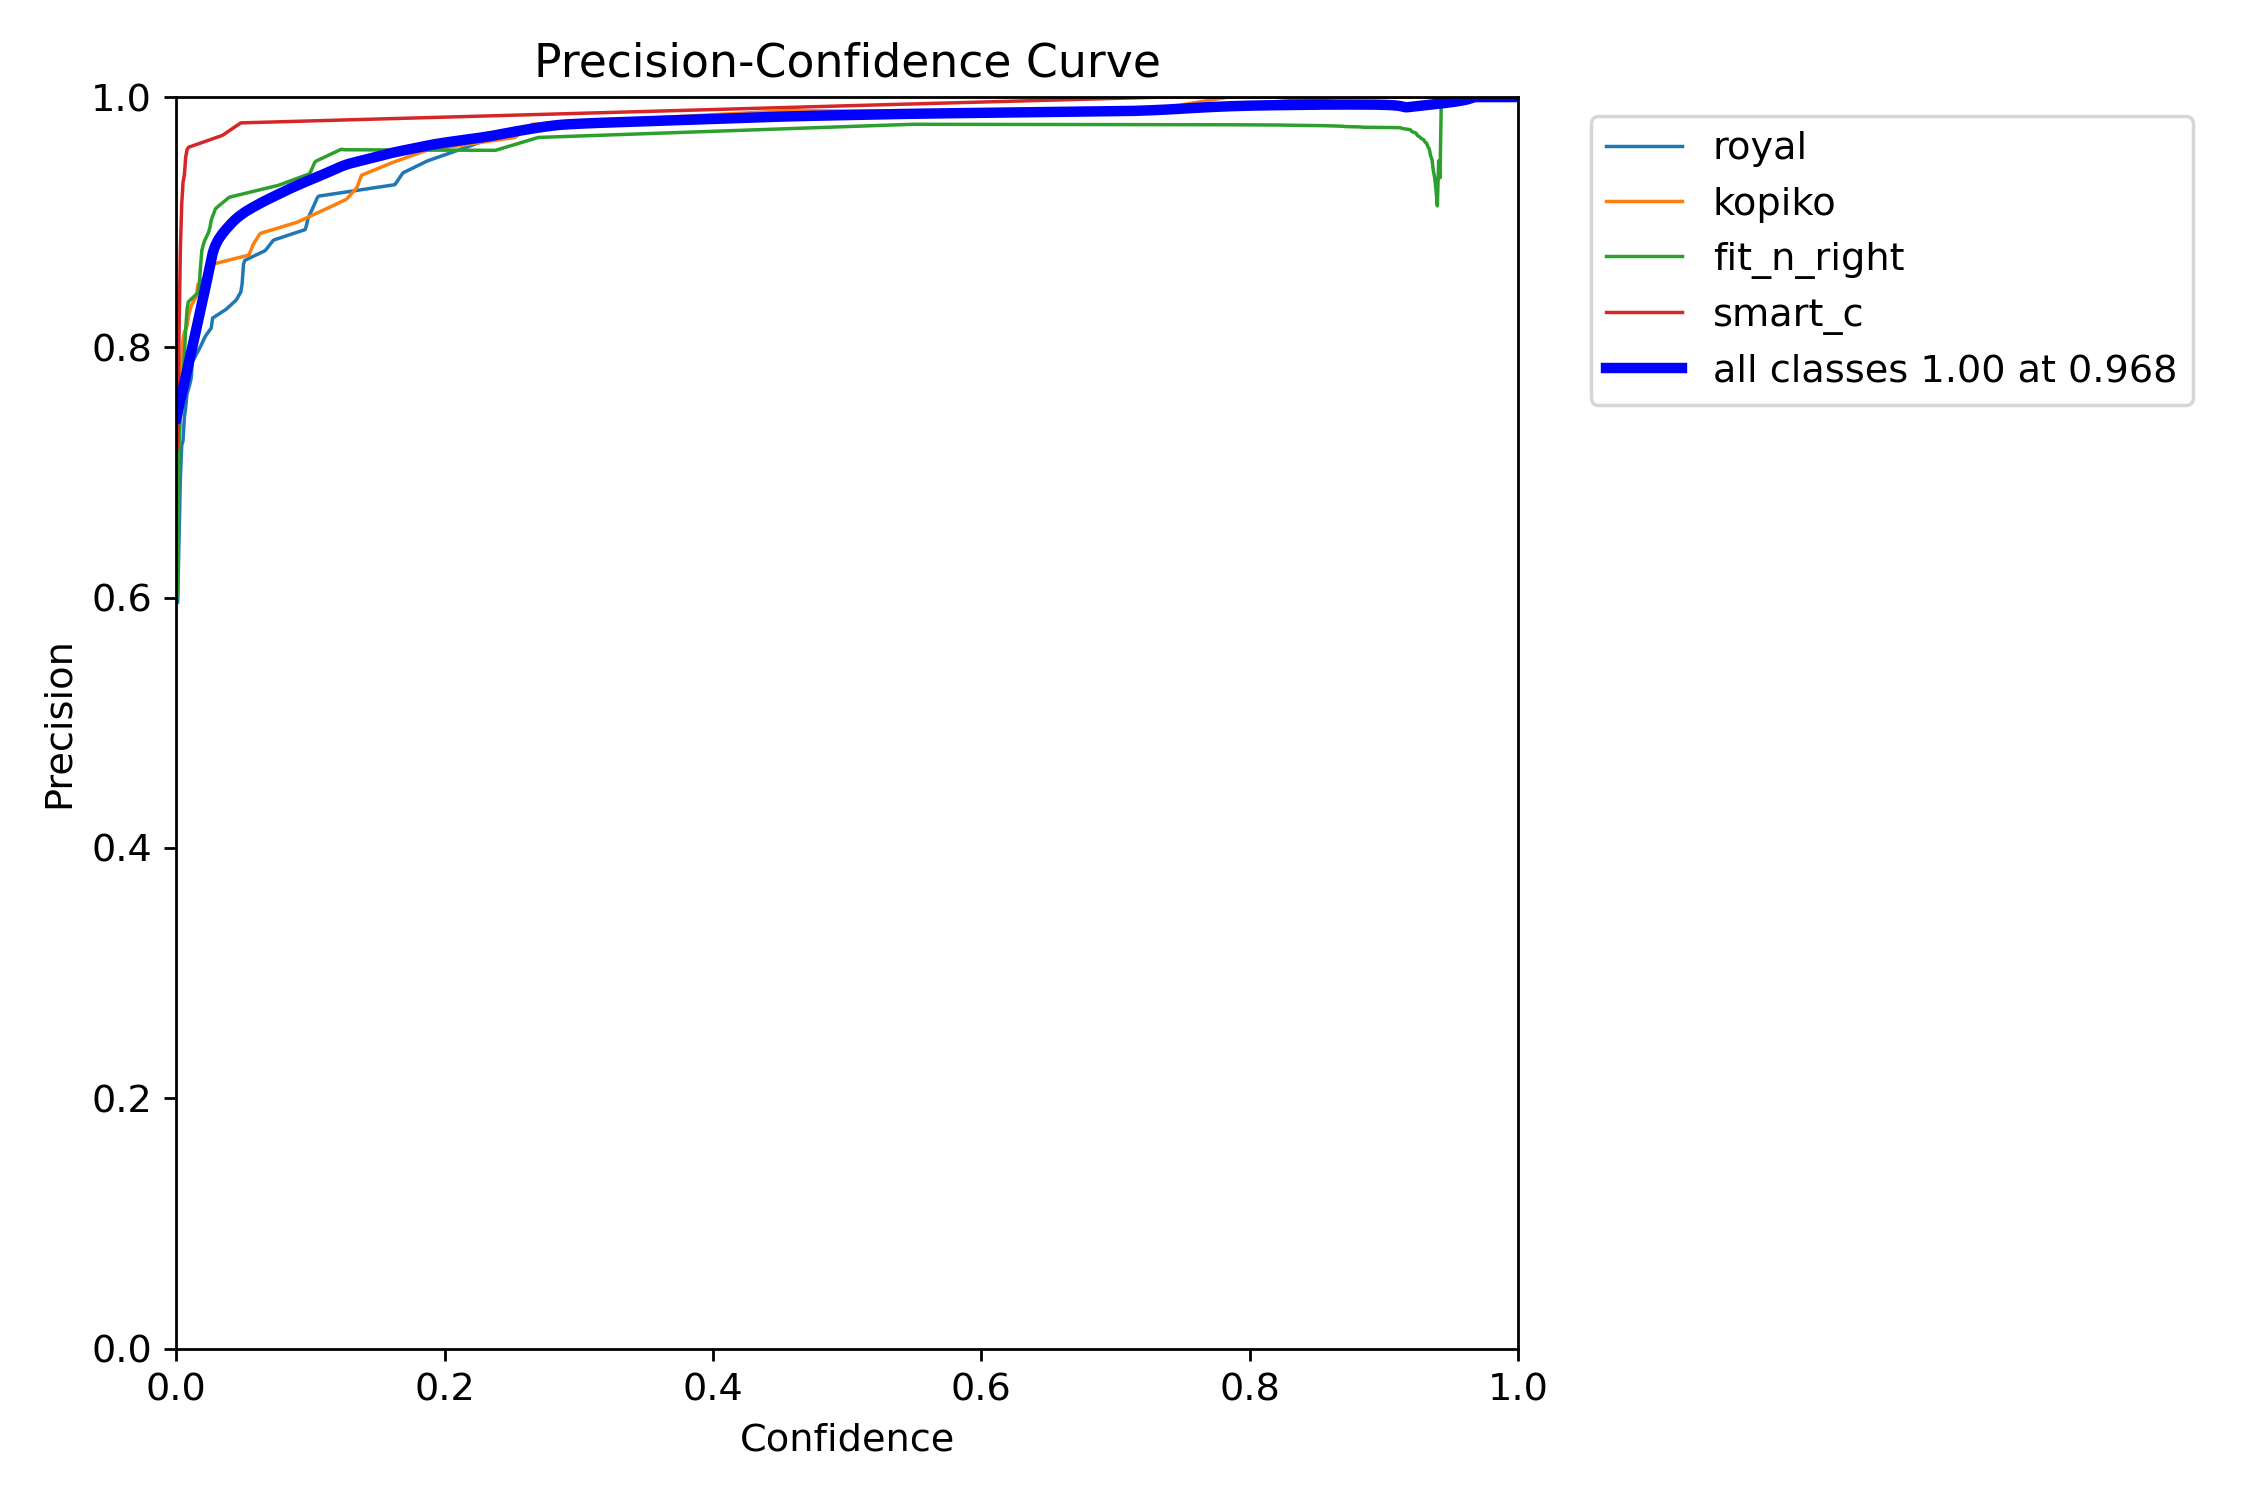 Precision-Confidence Curve
1.0
0.8
0.6
0.4
0.2
0.0
Precision
0.0 0.2 0.4 0.6 0.8 1.0
Confidence
royal
kopiko
fit_n_right
smart_c
all classes 1.00 at 0.968